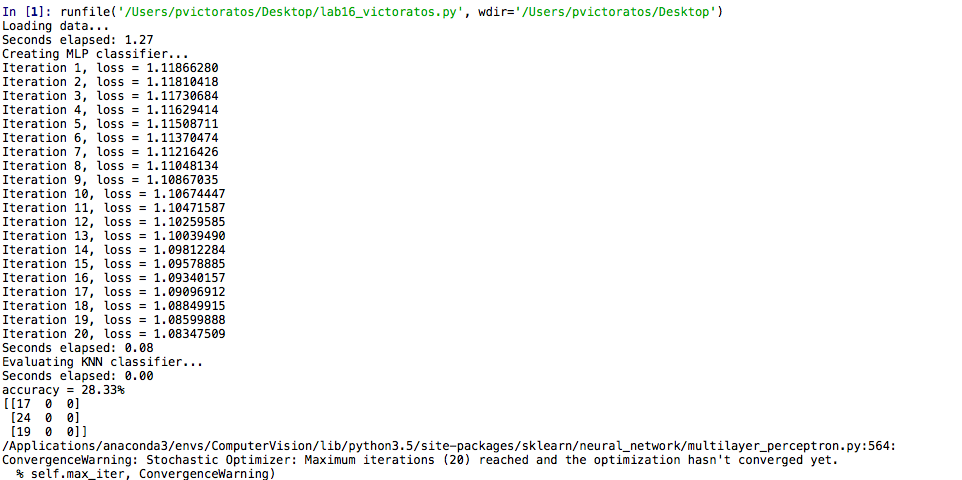 In [1]: runfile('/Users/pvictoratos/Desktop/lab16_victoratos.py', wdir='/Users/pvictoratos/Desktop')
Loading data...
Seconds elapsed: 1.27
Creating MLP classifier...
Iteration 1, loss = 1.11866280
Iteration 2, loss = 1.11810418
Iteration 3, loss = 1.11730684
Iteration 4, loss = 1.11629414
Iteration 5, loss = 1.11508711
Iteration 6, loss = 1.11370474
Iteration 7, loss = 1.11216426
Iteration 8, loss = 1.11048134
Iteration 9, loss = 1.10867035
Iteration 10, loss = 1.10674447
Iteration 11, loss = 1.10471587
Iteration 12, loss = 1.10259585
Iteration 13, loss = 1.10039490
Iteration 14, loss = 1.09812284
Iteration 15, loss = 1.09578885
Iteration 16, loss = 1.09340157
Iteration 17, loss = 1.09096912
Iteration 18, loss = 1.08849915
Iteration 19, loss = 1.08599888
Iteration 20, loss = 1.08347509
Seconds elapsed: 0.08
Evaluating KNN classifier...
Seconds elapsed: 0.00
accuracy = 28.33%
[[17  0  0]
 [24  0  0]
 [19  0  0]]
/Applications/anaconda3/envs/ComputerVision/lib/python3.5/site-packages/sklearn/neural_network/multilayer_perceptron.py:564:
ConvergenceWarning: Stochastic Optimizer: Maximum iterations (20) reached and the optimization hasn't converged yet.
  % self.max_iter, ConvergenceWarning)